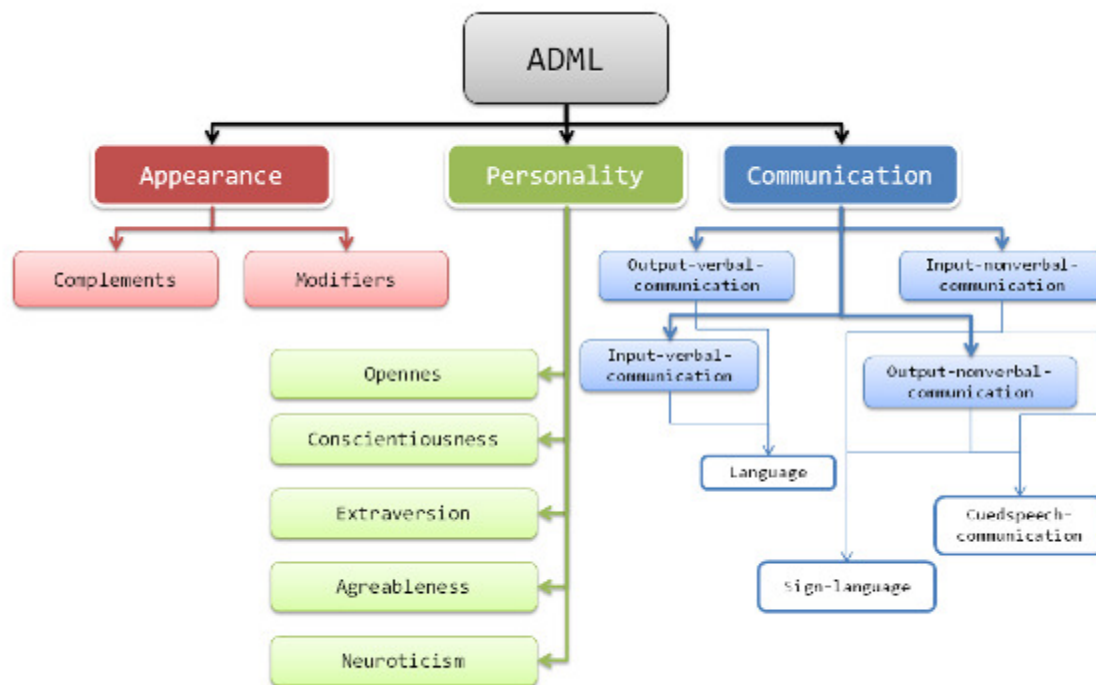 ADML
Appearance
Personality
Communication
Complements
Modifiers
Output-verbal-
communication
Input-nonverbal-
communication
Input-verbal-
communication
Output-nonverbal-
communication
Opennes
Conscientiousness
Extraversion
Agreableness
Neuroticism
Language
Cuedspeech-
communication
Sign-language